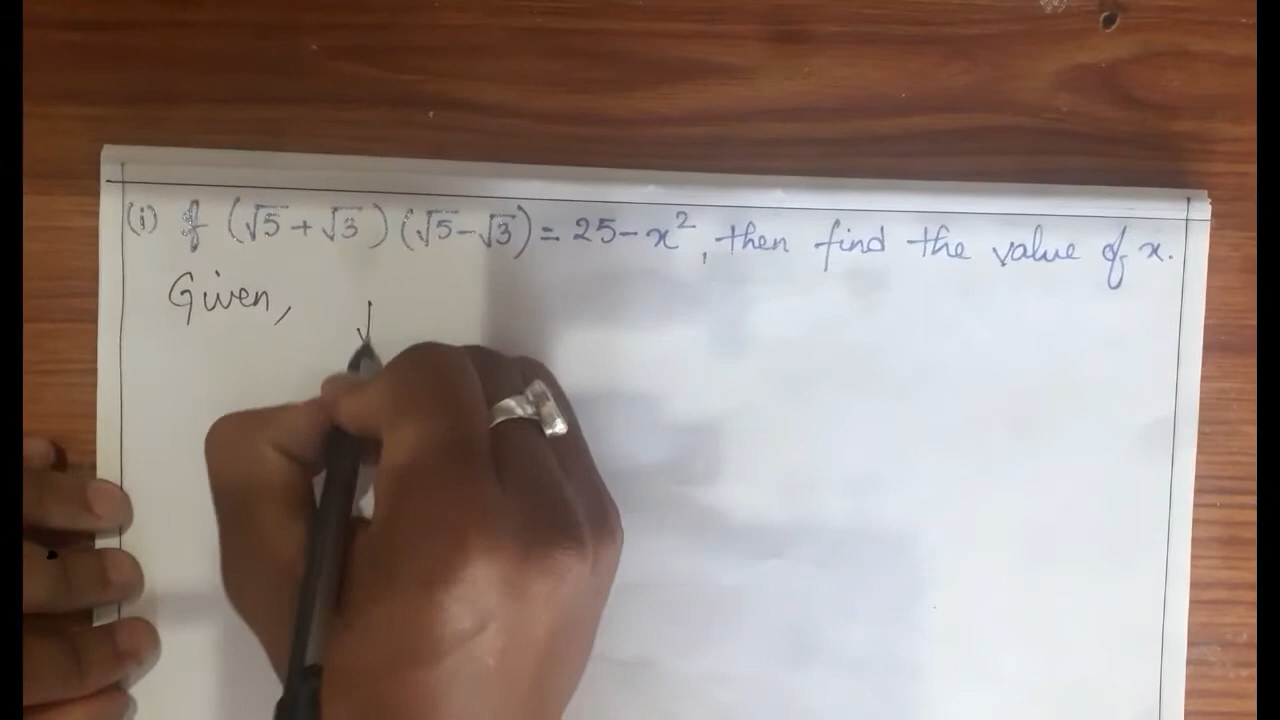 (i) If (√5 + √3) (√5 - √3) = 25 - x², then find the value of x.
Given,